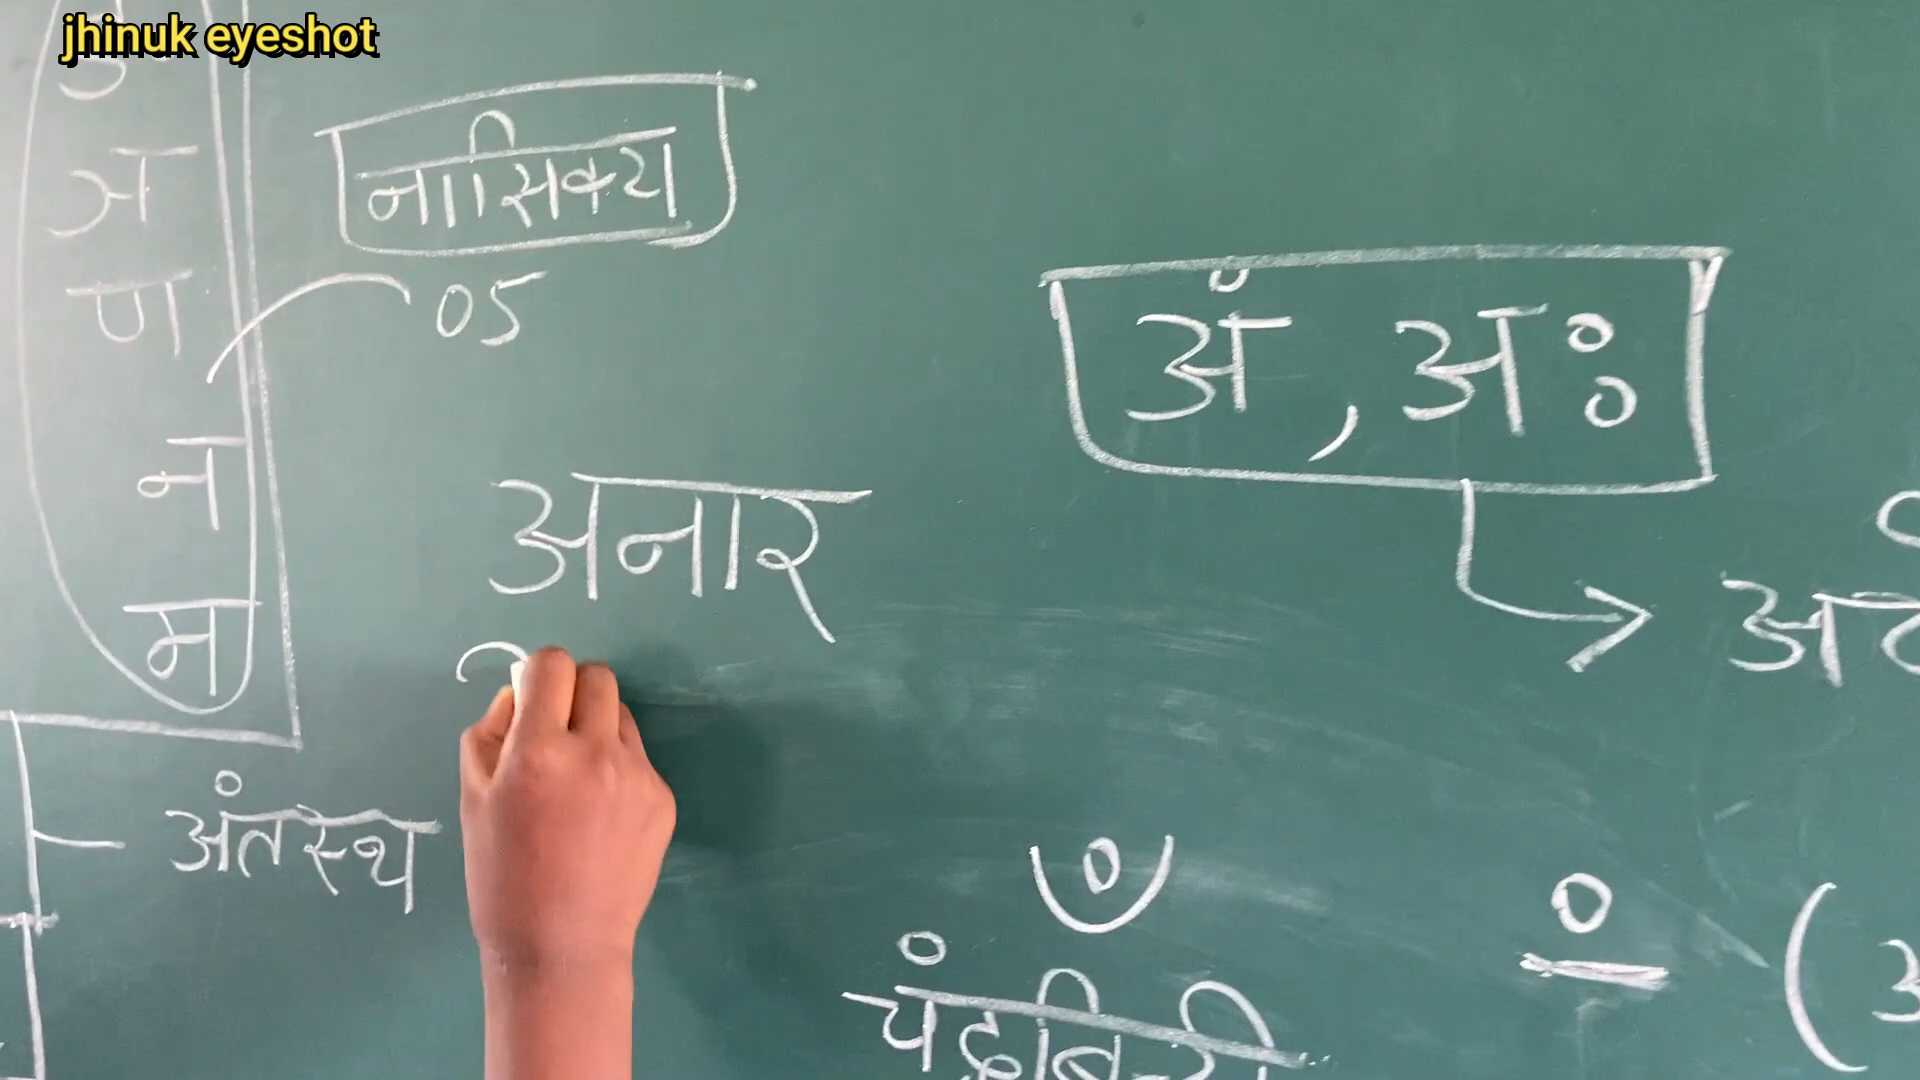 jhinuk eyeshot
ञ
ण
न
म
नासिक्य
05
अं, अः
अनार
अंतस्थ